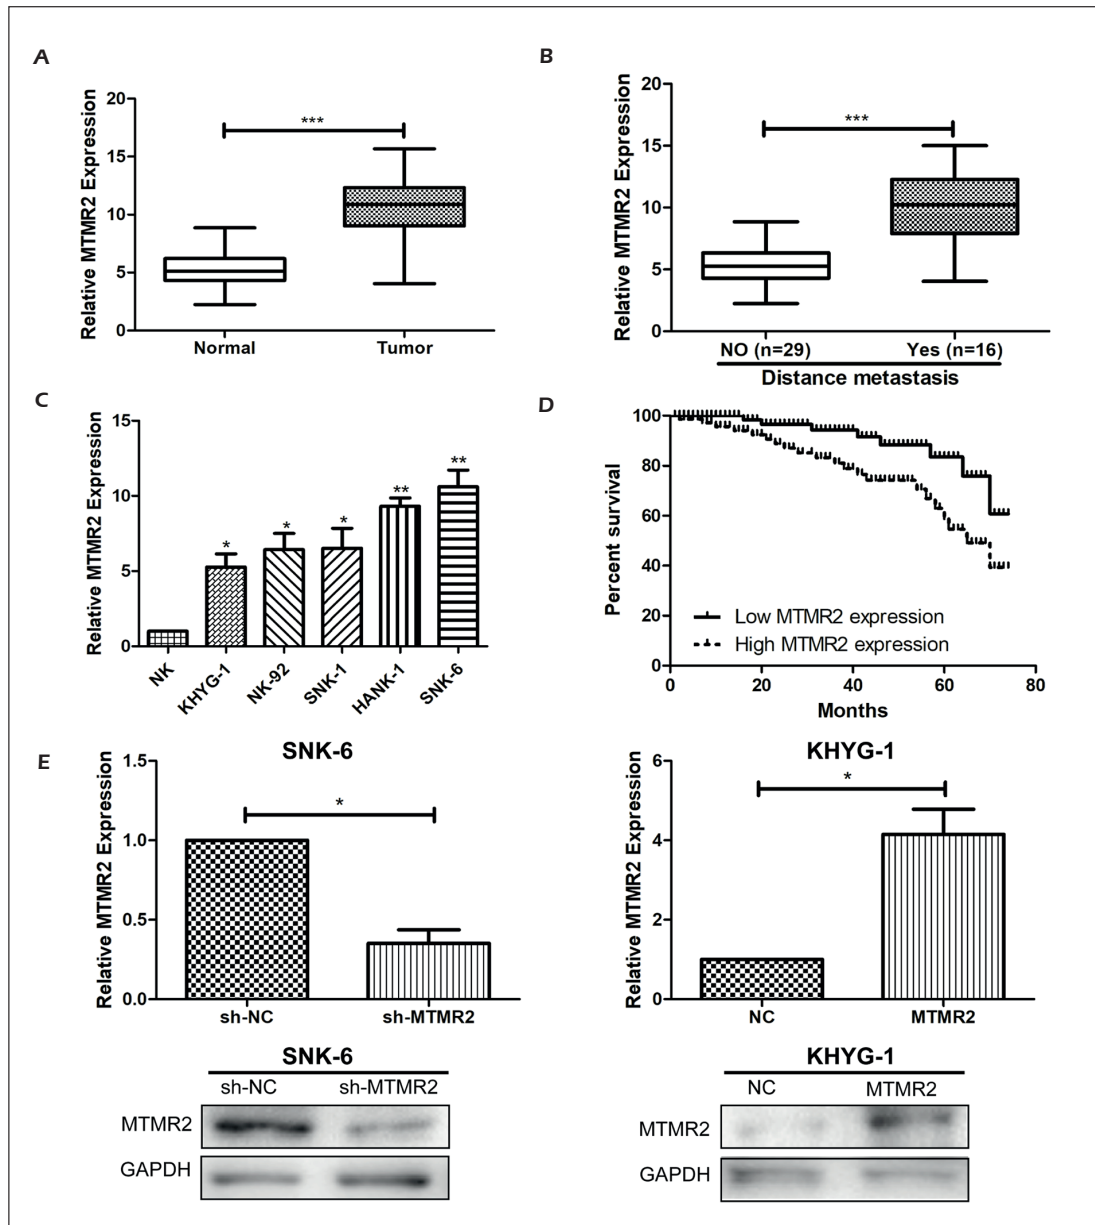 A
Relative MTMR2 Expression
20
15
10
5
0
***
Normal
Tumor
B
Relative MTMR2 Expression
20
15
10
5
0
***
NO (n=29)
Yes (n=16)
Distance metastasis
C
Relative MTMR2 Expression
15
10
5
0
*
*
*
**
**
NK
KHYG-1
NK-92
SNK-1
HANK-1
SNK-6
D
Percent survival
100
80
60
40
20
0
Low MTMR2 expression
High MTMR2 expression
0
20
40
60
80
Months
E
SNK-6
Relative MTMR2 Expression
1.5
1.0
0.5
0.0
*
sh-NC
sh-MTMR2
KHYG-1
Relative MTMR2 Expression
6
4
2
0
*
NC
MTMR2
SNK-6
sh-NC
sh-MTMR2
MTMR2
GAPDH
KHYG-1
NC
MTMR2
MTMR2
GAPDH